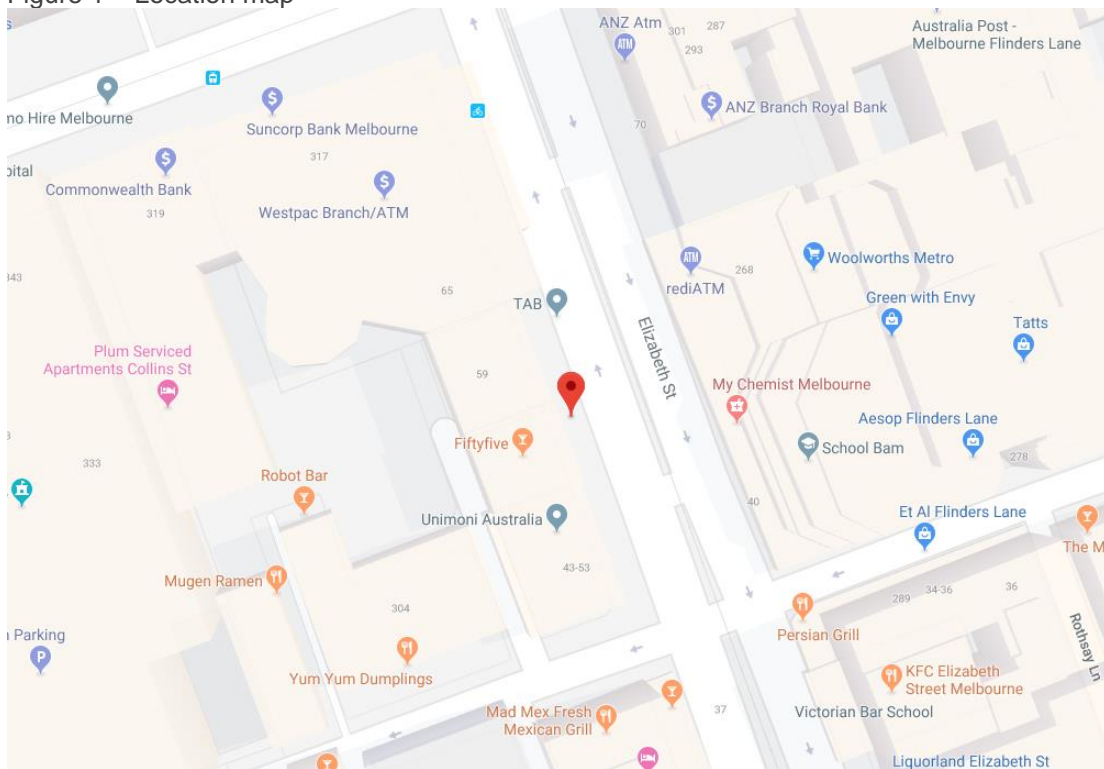 Figure 1 – Location map
ANZ Atm
301
287
293
Australia Post -
Melbourne Flinders Lane
mo Hire Melbourne
Suncorp Bank Melbourne
ANZ Branch Royal Bank
70
317
pital
Commonwealth Bank
319
Westpac Branch/ATM
343
65
TAB
rediATM
268
Woolworths Metro
Green with Envy
Tatts
Elizabeth St
Plum Serviced
Apartments Collins St
59
My Chemist Melbourne
Aesop Flinders Lane
Fiftyfive
School Bam
278
333
Robot Bar
Unimoni Australia
40
Et Al Flinders Lane
The M
43-53
Mugen Ramen
304
289
34-36
36
Persian Grill
Rothsay Ln
Parking
Yum Yum Dumplings
KFC Elizabeth
Street Melbourne
Mad Mex Fresh
Mexican Grill
37
Victorian Bar School
Liquorland Elizabeth St